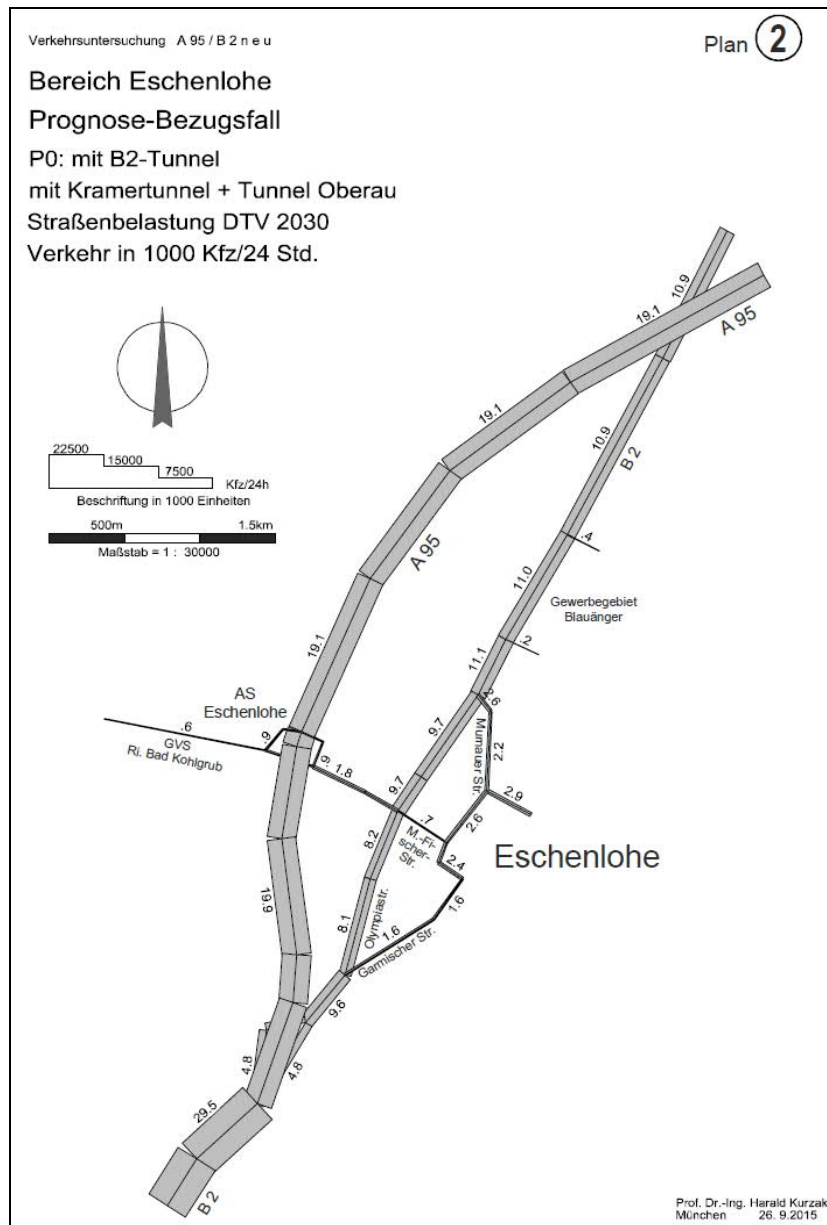 Verkehrsuntersuchung A 95 / B 2 n e u
Plan 2
Bereich Eschenlohe
Prognose-Bezugsfall
P0: mit B2-Tunnel
mit Kramertunnel + Tunnel Oberau
Straßenbelastung DTV 2030
Verkehr in 1000 Kfz/24 Std.
22500
15000
7500
Kfz/24h
Beschriftung in 1000 Einheiten
500m 1.5km
Maßstab = 1 : 30000
10.9
19.1
A 95
19.1
10.9
B 2
A 95
.4
11.0
Gewerbegebiet
Blauänger
.2
11.1
19.1
AS
Eschenlohe
2.6
.6
GVS
Ri. Bad Kohlgrub
.9
.9
1.8
9.7
9.7
Murnauer Str.
2.2
2.9
.7
M.-Fi-
scher-
Str.
2.6
8.2
2.4
Eschenlohe
1.6
19.9
8.1
Olympiastr.
1.6
Garmischer Str.
9.6
4.8
4.8
29.5
B 2
Prof. Dr.-Ing. Harald Kurzak
München 26. 9.2015